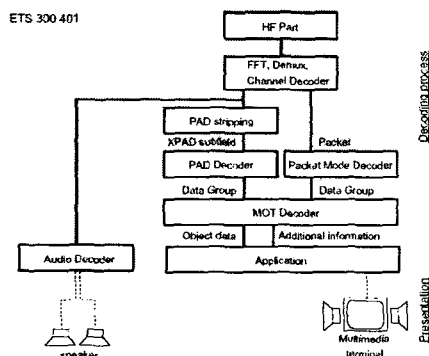 ETS 300 401
HF Part
FFT, Demux,
Channel Decoder
Decoding process
PAD stripping
XPAD subfield
Packet
PAD Decoder
Packet Mode Decoder
Data Group
Data Group
MOT Decoder
Object data
Additional information
Audio Decoder
Application
Presentation
speaker
Multimedia
terminal